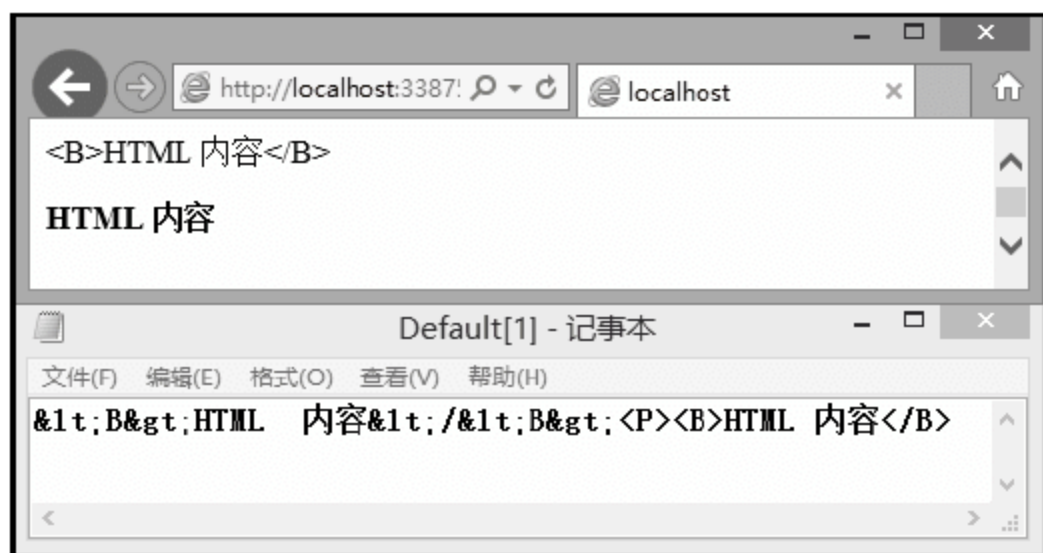 http://localhost:3387
localhost
<B>HTML 内容</B>
HTML 内容
Default[1] - 记事本
文件(F) 编辑(E) 格式(O) 查看(V) 帮助(H)
&lt;B&gt;HTML 内容&lt;/&lt;B&gt;<P><B>HTML 内容</B>